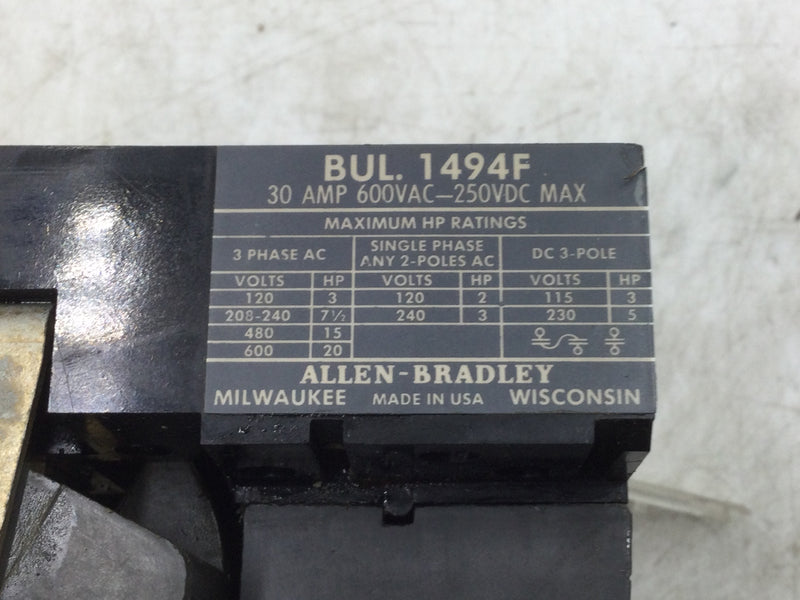 BUL. 1494F
30 AMP 600VAC—250VDC MAX
MAXIMUM HP RATINGS
3 PHASE AC SINGLE PHASE ANY 2-POLES AC DC 3-POLE
VOLTS HP VOLTS HP VOLTS HP
120 3 120 2 115 3
208-240 7½ 240 3 230 5
480 15
600 20
ALLEN-BRADLEY
MILWAUKEE MADE IN USA WISCONSIN